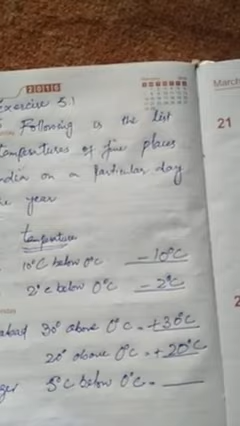 2016
March
Exercise 5.1
21
Following is the list
temperatures of five places
India on a particular day
the year
temperature
10°C below 0°C -10°C
2°c below 0°C -2°C
30° above 0°C = +30°C
20° above 0°C = +20°C
5°C below 0°C = ____